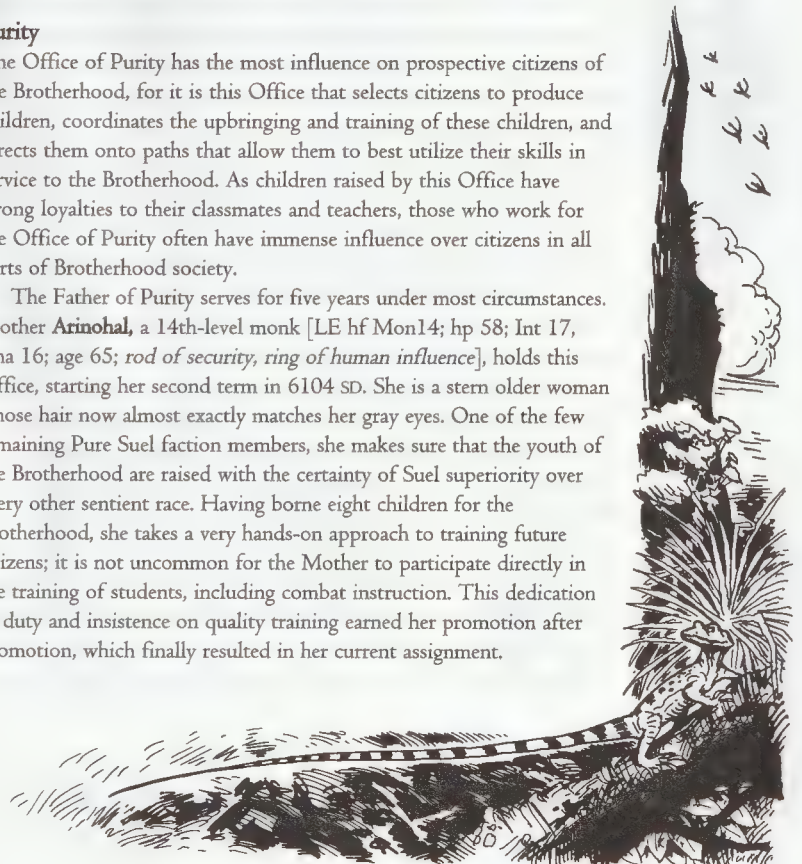 urity
he Office of Purity has the most influence on prospective citizens of
e Brotherhood, for it is this Office that selects citizens to produce
ildren, coordinates the upbringing and training of these children, and
rects them onto paths that allow them to best utilize their skills in
rvice to the Brotherhood. As children raised by this Office have
rong loyalties to their classmates and teachers, those who work for
e Office of Purity often have immense influence over citizens in all
rts of Brotherhood society.
The Father of Purity serves for five years under most circumstances.
other Arinohal, a 14th-level monk [LE hf Mon14; hp 58; Int 17,
ha 16; age 65; rod of security, ring of human influence], holds this
ffice, starting her second term in 6104 SD. She is a stern older woman
hose hair now almost exactly matches her gray eyes. One of the few
maining Pure Suel faction members, she makes sure that the youth of
e Brotherhood are raised with the certainty of Suel superiority over
ery other sentient race. Having borne eight children for the
otherhood, she takes a very hands-on approach to training future
tizens; it is not uncommon for the Mother to participate directly in
e training of students, including combat instruction. This dedication
duty and insistence on quality training earned her promotion after
omotion, which finally resulted in her current assignment.